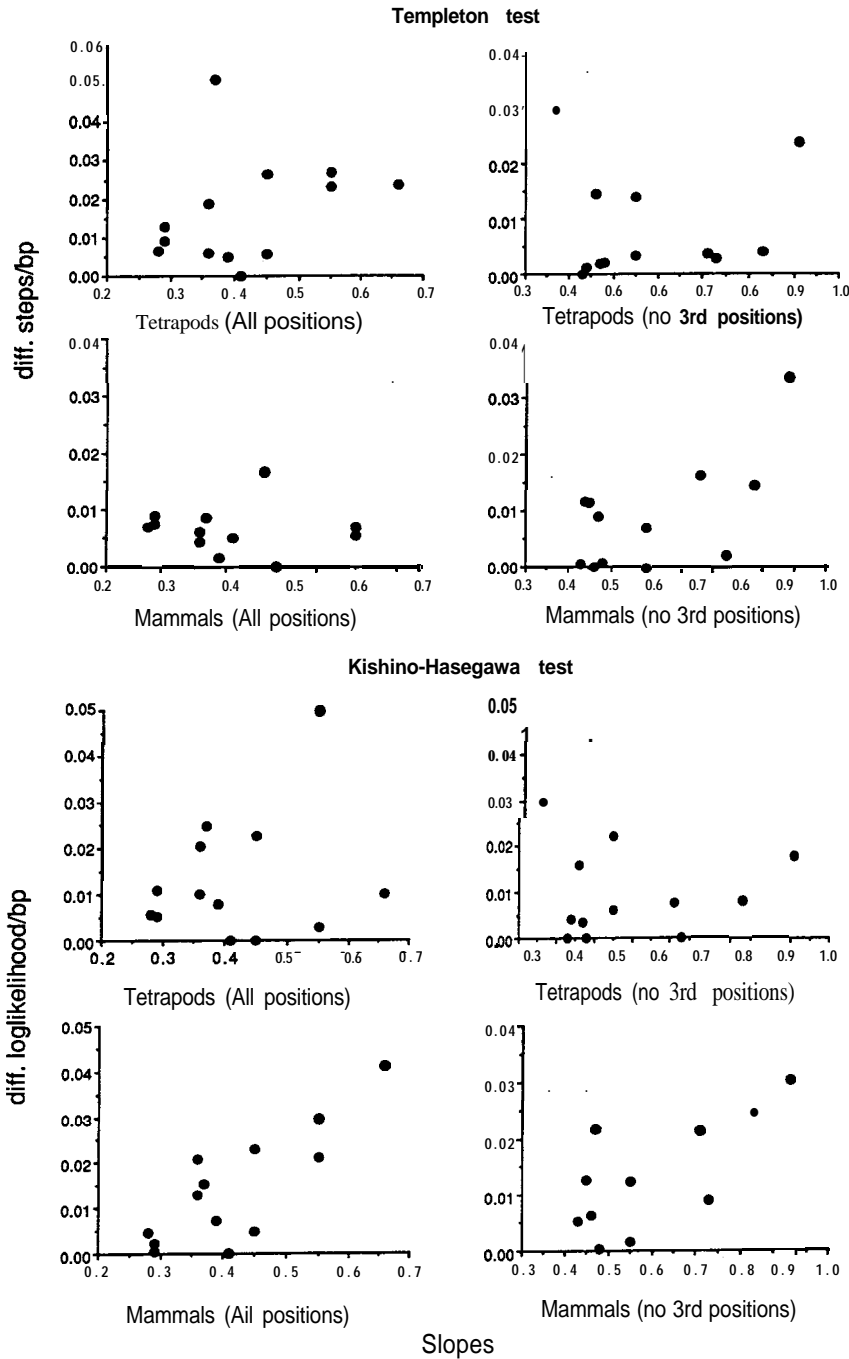 Templeton test
0.06
0.05.
0.04
0.03
0.02
0.01
0.00
0.2 0.3 0.4 0.5 0.6 0.7
Tetrapods (All positions)
0.04
0.03
0.02
0.01
0.00
0.3 0.4 0.5 0.6 0.7 0.8 0.9 1.0
Tetrapods (no 3rd positions)
diff. steps/bp
0.04
0.03
0.02
0.01
0.00
0.2 0.3 0.4 0.5 0.6 0.7
Mammals (All positions)
0.04
0.03
0.02
0.01
0.00
0.3 0.4 0.5 0.6 0.7 0.6 0.9 1.0
Mammals (no 3rd positions)
Kishino-Hasegawa test
0.05
0.04
0.03
0.02
0.01
0.00
0.2 0.3 0.4 0.5 0.6 0.7
Tetrapods (All positions)
0.05
0.04
0.03
0.02
0.01
0.00
0.3 0.4 0.5 0.6 0.7 0.8 0.9 1.0
Tetrapods (no 3rd positions)
diff. loglikelihood/bp
0.05
0.04
0.03
0.02
0.01
0.00
0.2 0.3 0.4 0.5 0.6 0.7
Mammals (Ail positions)
0.04
0.03
0.02
0.01
0.00
0.3 0.4 0.5 0.6 0.7 0.8 0.9 1.0
Mammals (no 3rd positions)
Slopes